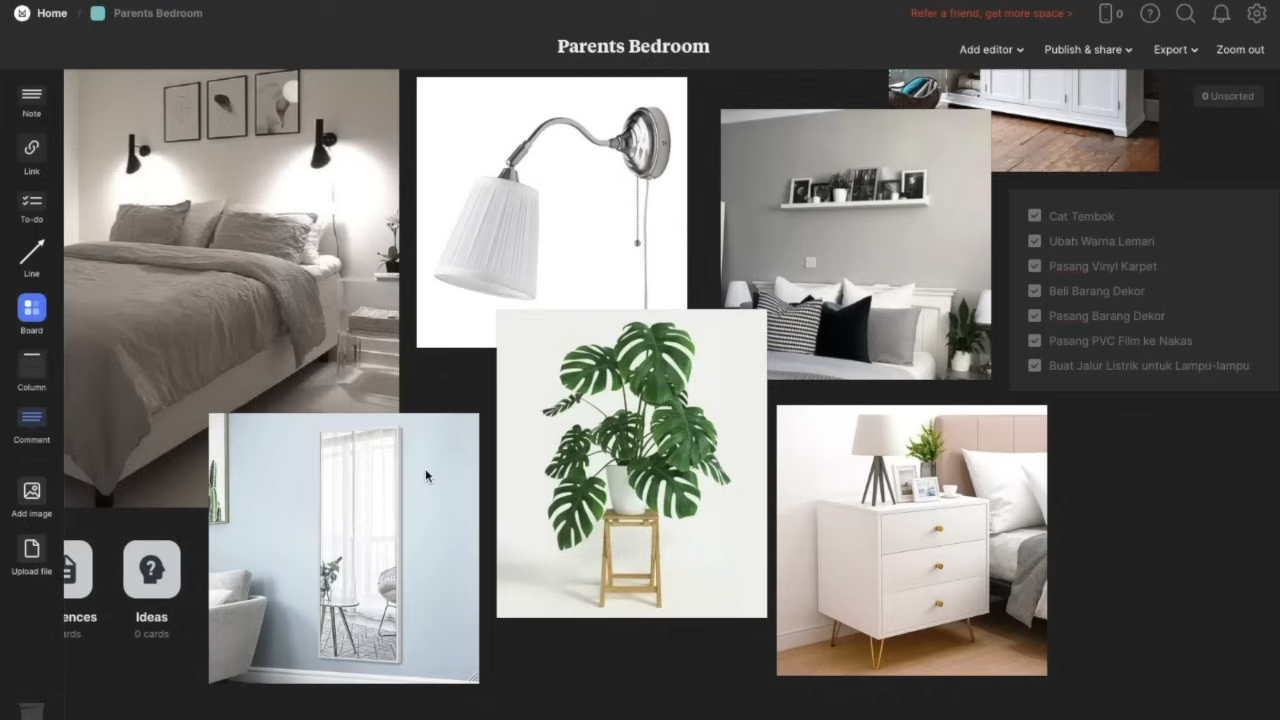 Home / Parents Bedroom
Refer a friend, get more space >
0
Parents Bedroom
Add editor
Publish & share
Export
Zoom out
Note
Link
To-do
Line
Board
Column
Comment
Add image
Upload file
0 Unsorted
Cat Tembok
Ubah Warna Lemari
Pasang Vinyl Karpet
Beli Barang Dekor
Pasang Barang Dekor
Pasang PVC Film ke Nakas
Buat Jalur Listrik untuk Lampu-lampu
ences
ards
Ideas
0 cards